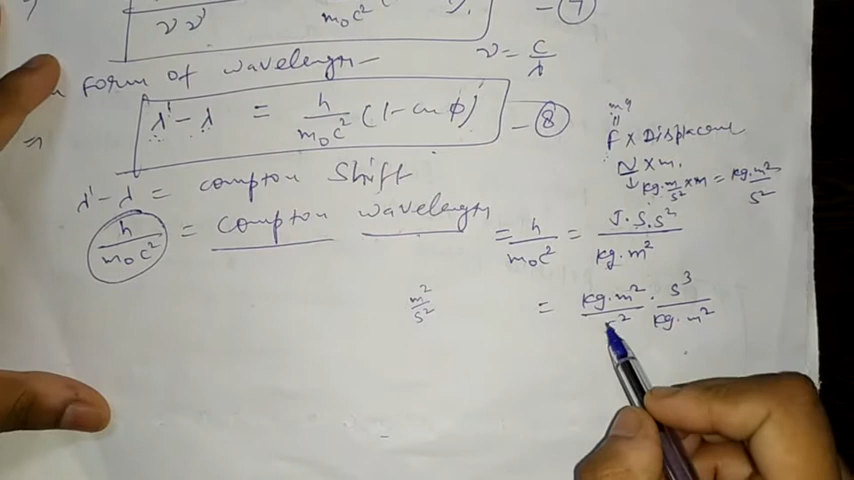 ν ν' m₀c² — 7
form of wavelength — ν = c/λ
⇒ λ' - λ = h/m₀c² (1 - cos φ) — 8
λ' - λ = compton Shift
h/m₀c² = compton wavelength = h/m₀c² = J·S·s²/kg·m²
= kg·m²/s² · s³/kg·m²
m²/s²
F × Displacement
N × m.
↓ kg·m/s² × m = kg·m²/s²